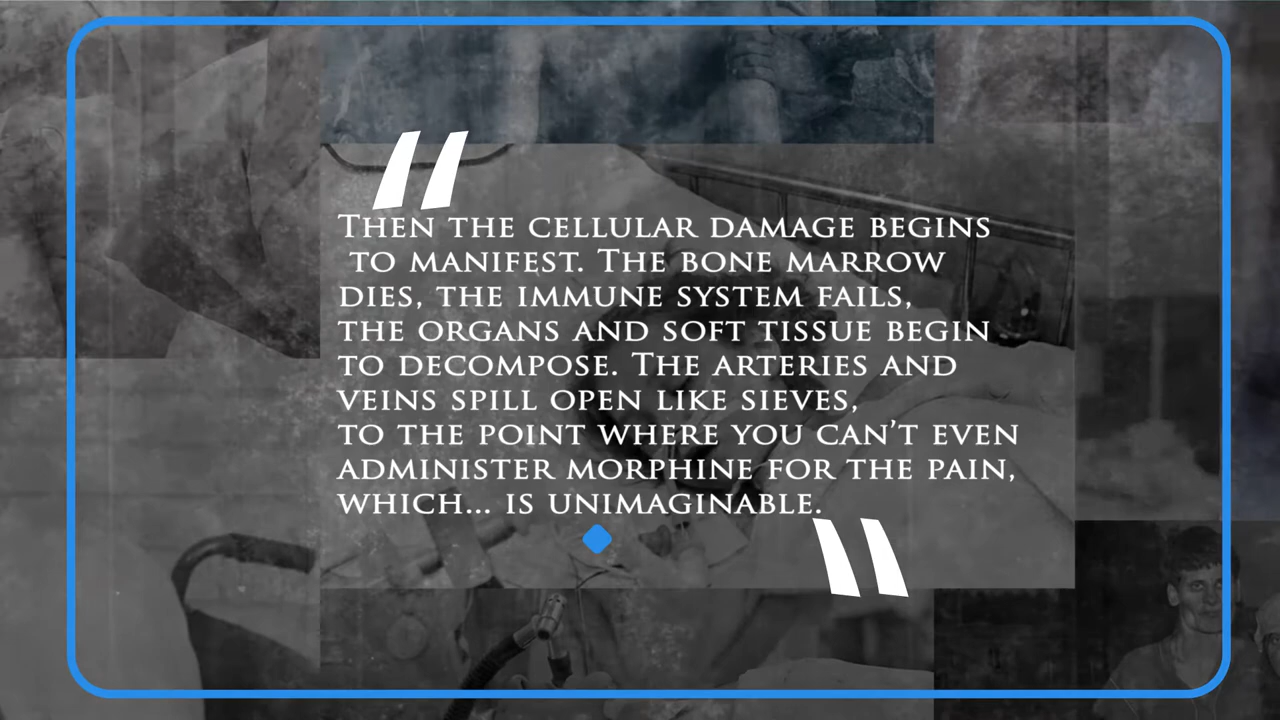 “
Then the cellular damage begins
to manifest. The bone marrow
dies, the immune system fails,
the organs and soft tissue begin
to decompose. The arteries and
veins spill open like sieves,
to the point where you can’t even
administer morphine for the pain,
which... is unimaginable.
”